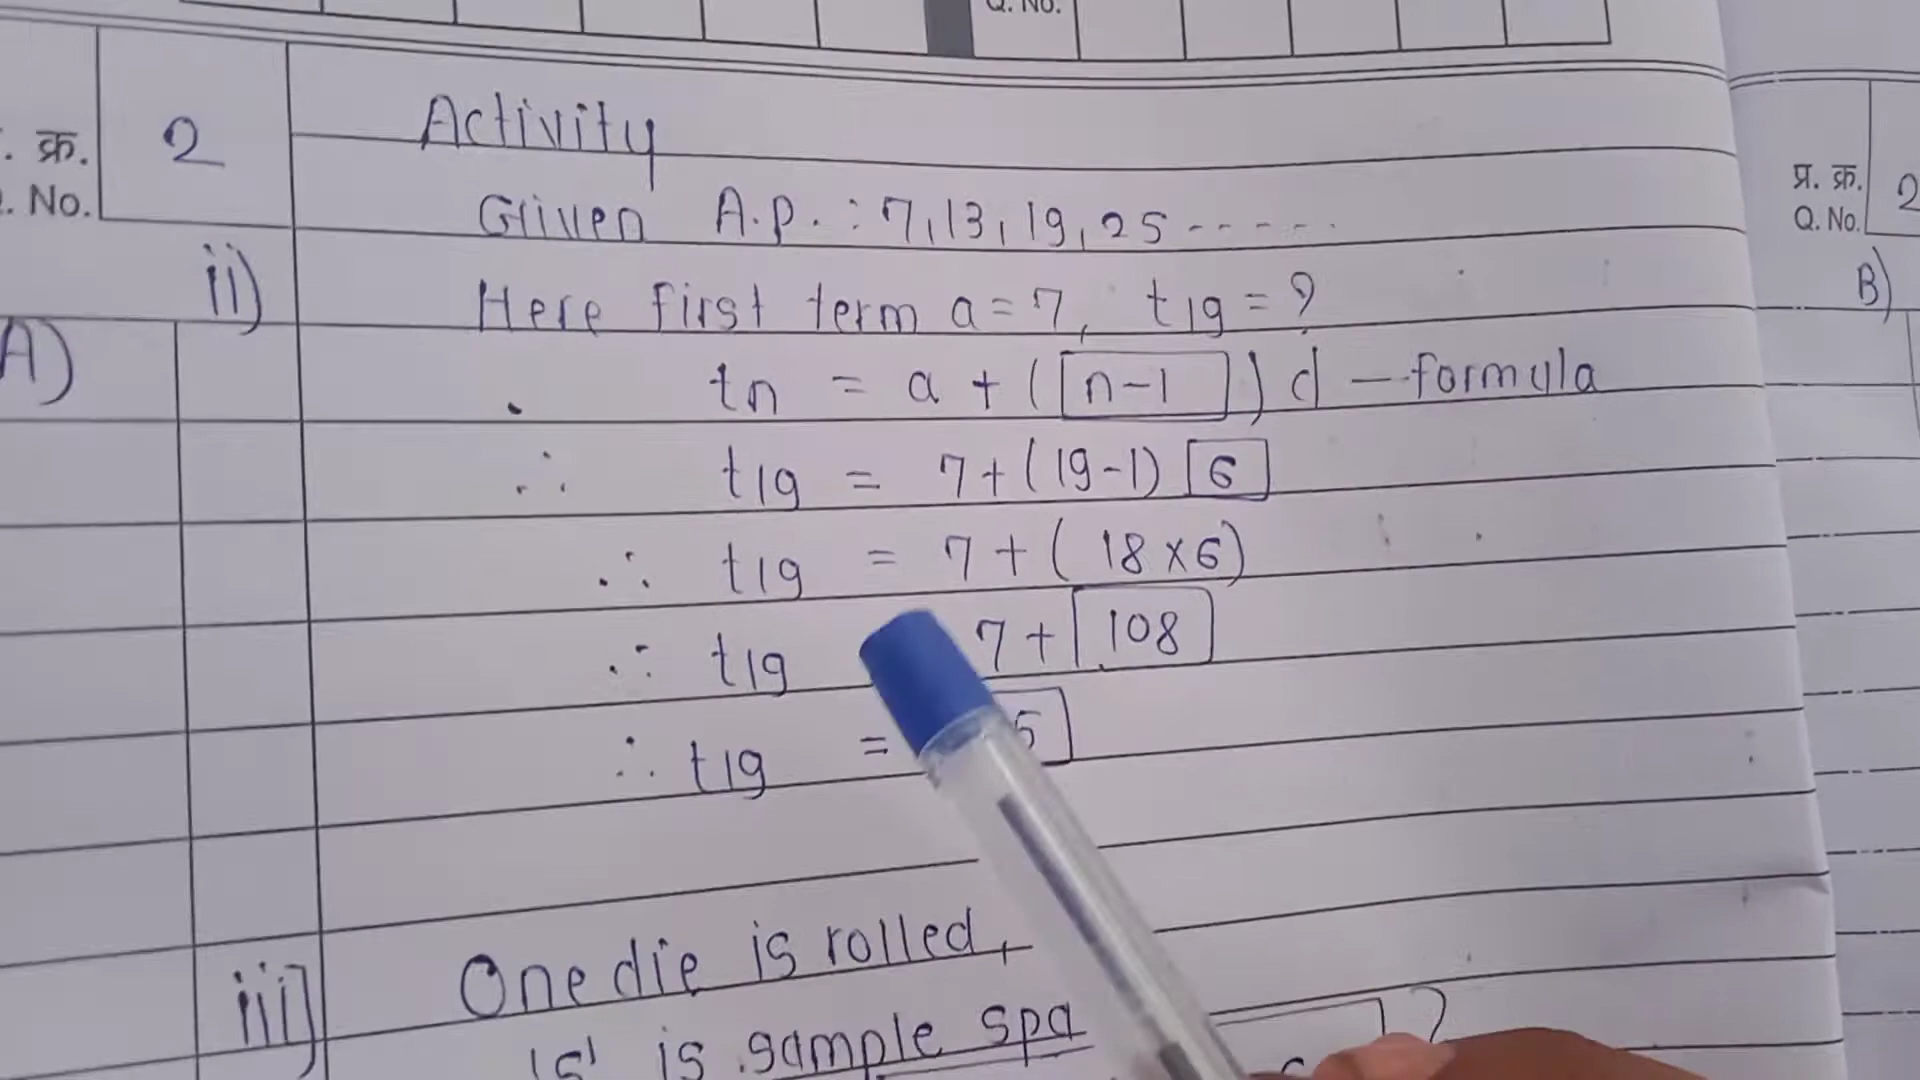 Q. No.
प्र. क्र. 2
Q. No.
B)
. क्र. 2
. No.
A)
ii)
Activity
Given A.P. : 7, 13, 19, 25 - - - - -
Here first term a = 7, t19 = ?
tn = a + ( n-1 ) d — formula
∴ t19 = 7 + (19-1) 6
∴ t19 = 7 + ( 18 x 6)
∴ t19 7 + 108
∴ t19 = 5
iii]
One die is rolled,
's' is sample spa